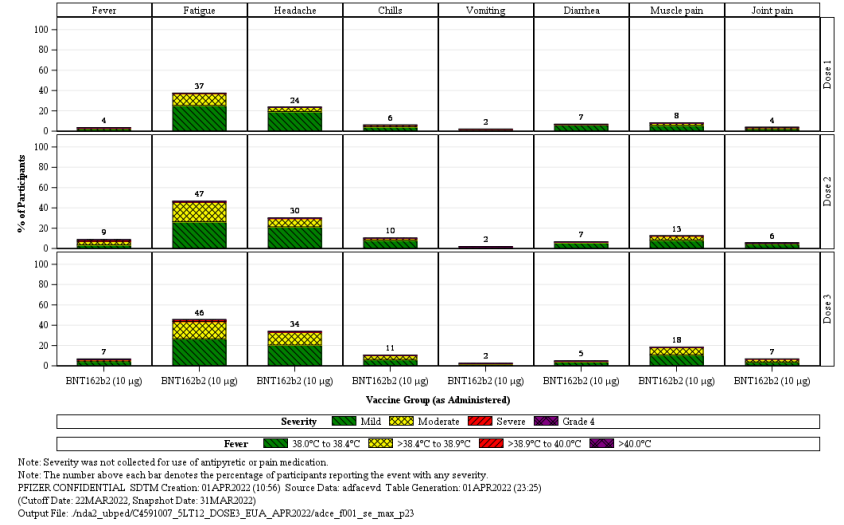 Fever Fatigue Headache Chills Vomiting Diarrhea Muscle pain Joint pain
% of Participants
100
80
60
40
20
0
4 37 24 6 2 7 8 4
Dose 1
100
80
60
40
20
0
9 47 30 10 2 7 13 6
Dose 2
100
80
60
40
20
0
7 46 34 11 2 5 18 7
Dose 3
BNT162b2 (10 µg) BNT162b2 (10 µg) BNT162b2 (10 µg) BNT162b2 (10 µg) BNT162b2 (10 µg) BNT162b2 (10 µg) BNT162b2 (10 µg) BNT162b2 (10 µg)
Vaccine Group (as Administered)
Severity Mild Moderate Severe Grade 4
Fever 38.0°C to 38.4°C >38.4°C to 38.9°C >38.9°C to 40.0°C >40.0°C
Note: Severity was not collected for use of antipyretic or pain medication.
Note: The number above each bar denotes the percentage of participants reporting the event with any severity.
PFIZER CONFIDENTIAL SDTM Creation: 01APR2022 (10:56) Source Data: adfacevd Table Generation: 01APR2022 (23:25)
(Cutoff Date: 22MAR2022, Snapshot Date: 31MAR2022)
Output File: ./nda2_ubped/C4591007_5LT12_DOSE3_EUA_APR2022/adce_f001_se_max_p23